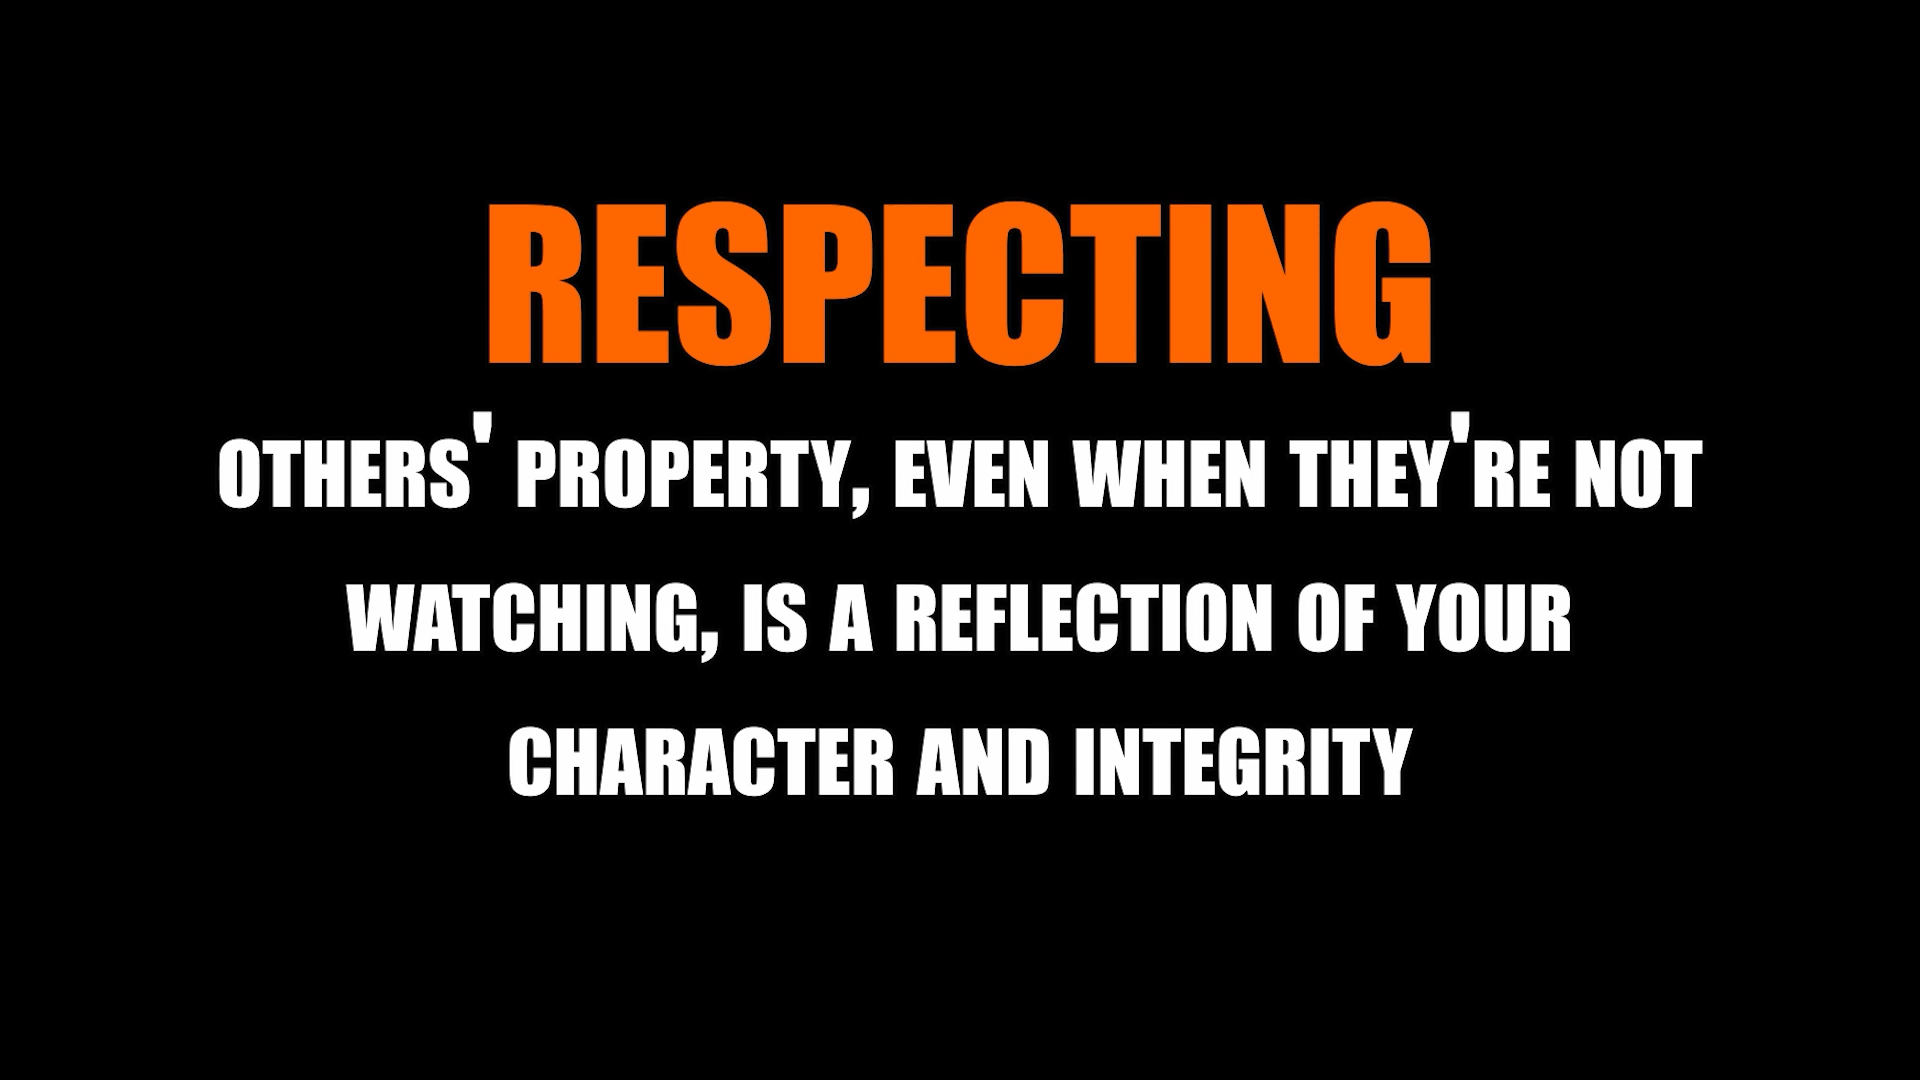 RESPECTING
OTHERS' PROPERTY, EVEN WHEN THEY'RE NOT
WATCHING, IS A REFLECTION OF YOUR
CHARACTER AND INTEGRITY